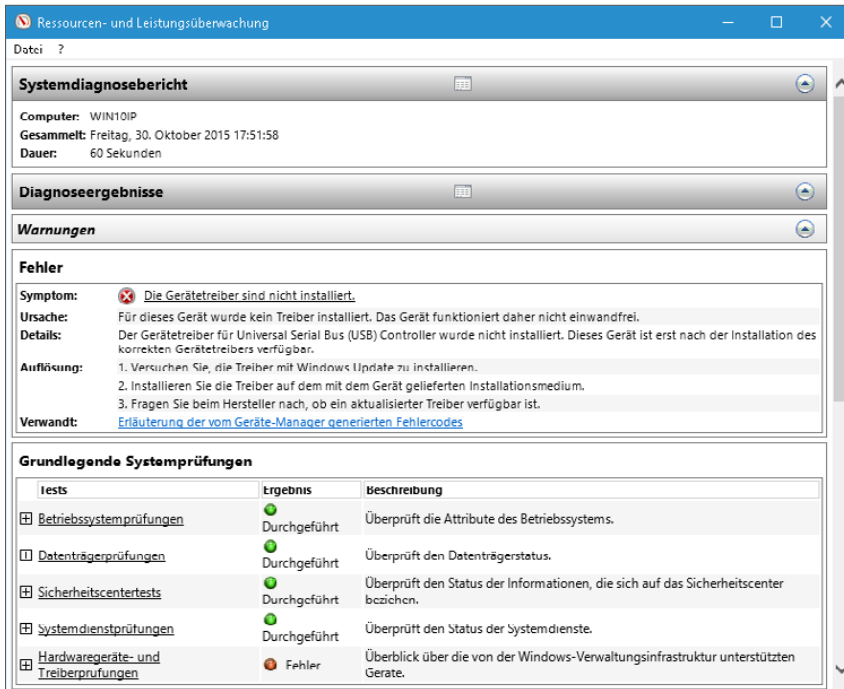 Ressourcen- und Leistungsüberwachung
Datei ?
Systemdiagnosebericht
Computer: WIN10IP
Gesammelt: Freitag, 30. Oktober 2015 17:51:58
Dauer: 60 Sekunden
Diagnoseergebnisse
Warnungen
Fehler
Symptom: Die Gerätetreiber sind nicht installiert.
Ursache: Für dieses Gerät wurde kein Treiber installiert. Das Gerät funktioniert daher nicht einwandfrei.
Details: Der Gerätetreiber für Universal Serial Bus (USB) Controller wurde nicht installiert. Dieses Gerät ist erst nach der Installation des
korrekten Gerätetreibers verfügbar.
Auflösung: 1. Versuchen Sie, die Treiber mit Windows Update zu installieren.
2. Installieren Sie die Treiber auf dem mit dem Gerät gelieferten Installationsmedium.
3. Fragen Sie beim Hersteller nach, ob ein aktualisierter Treiber verfügbar ist.
Verwandt: Erläuterung der vom Geräte-Manager generierten Fehlercodes
Grundlegende Systemprüfungen
Tests Ergebnis Beschreibung
Betriebssystemprüfungen Durchgeführt Überprüft die Attribute des Betriebssystems.
Datenträgerprüfungen Durchgeführt Überprüft den Datenträgerstatus.
Sicherheitscentertests Durchgeführt Überprüft den Status der Informationen, die sich auf das Sicherheitscenter
beziehen.
Systemdienstprüfungen Durchgeführt Überprüft den Status der Systemdienste.
Hardwaregeräte- und
Treiberprüfungen Fehler Überblick über die von der Windows-Verwaltungsinfrastruktur unterstützten
Geräte.